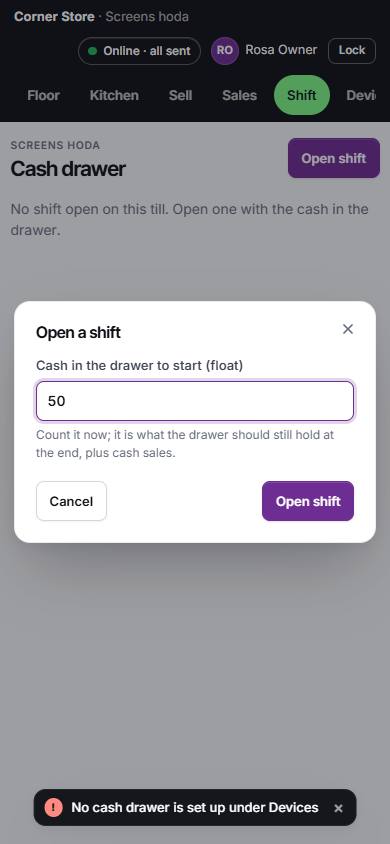 Corner Store · Screens hoda
Online · all sent
RO
Rosa Owner
Lock
Floor
Kitchen
Sell
Sales
Shift
Devi
SCREENS HODA
Cash drawer
Open shift
No shift open on this till. Open one with the cash in the
drawer.
Open a shift
×
Cash in the drawer to start (float)
50
Count it now; it is what the drawer should still hold at
the end, plus cash sales.
Cancel
Open shift
! No cash drawer is set up under Devices ×